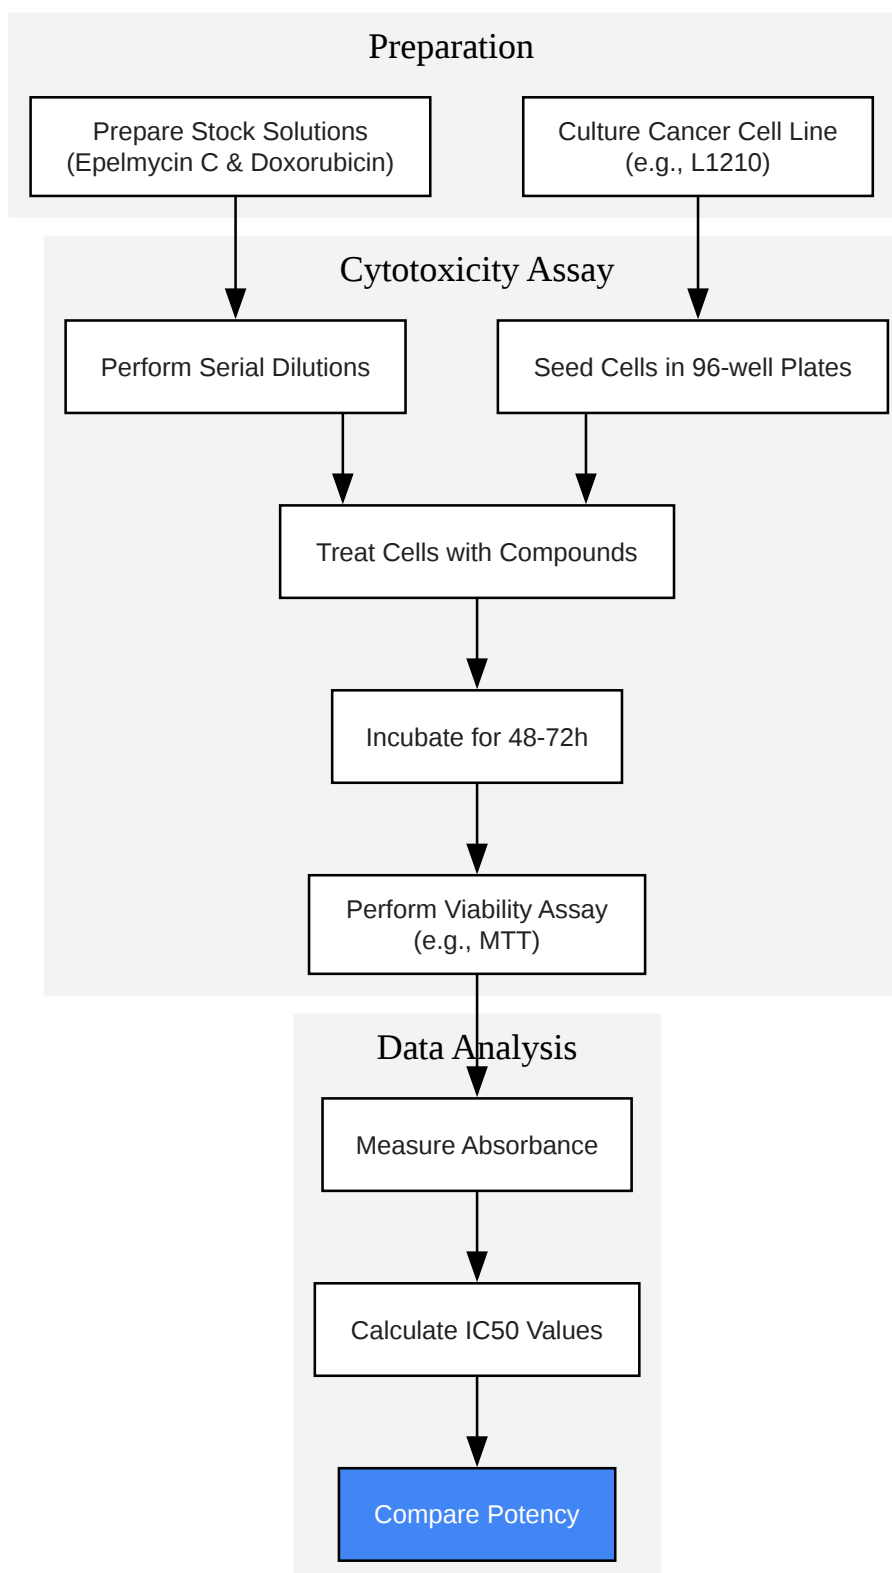 Preparation
Prepare Stock Solutions
(Epelmycin C & Doxorubicin)
Culture Cancer Cell Line
(e.g., L1210)
Cytotoxicity Assay
Perform Serial Dilutions
Seed Cells in 96-well Plates
Treat Cells with Compounds
Incubate for 48-72h
Perform Viability Assay
(e.g., MTT)
Data Analysis
Measure Absorbance
Calculate IC50 Values
Compare Potency